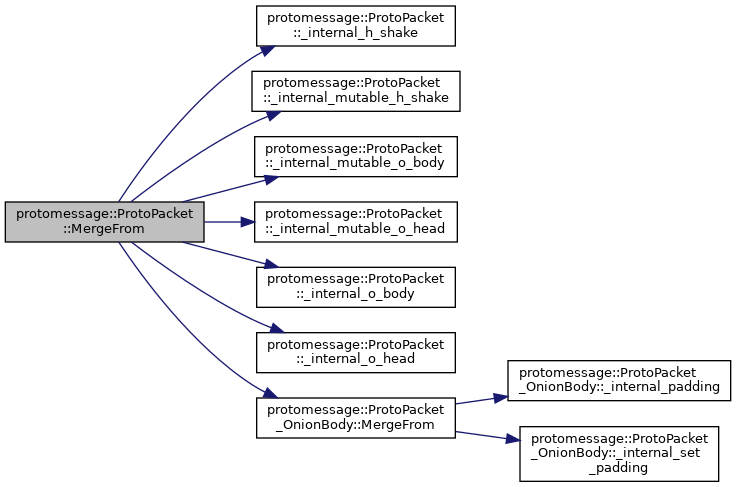 protomessage::ProtoPacket
::_internal_h_shake
protomessage::ProtoPacket
::_internal_mutable_h_shake
protomessage::ProtoPacket
::_internal_mutable_o_body
protomessage::ProtoPacket
::MergeFrom
protomessage::ProtoPacket
::_internal_mutable_o_head
protomessage::ProtoPacket
::_internal_o_body
protomessage::ProtoPacket
::_internal_o_head
protomessage::ProtoPacket
_OnionBody::MergeFrom
protomessage::ProtoPacket
_OnionBody::_internal_padding
protomessage::ProtoPacket
_OnionBody::_internal_set
_padding